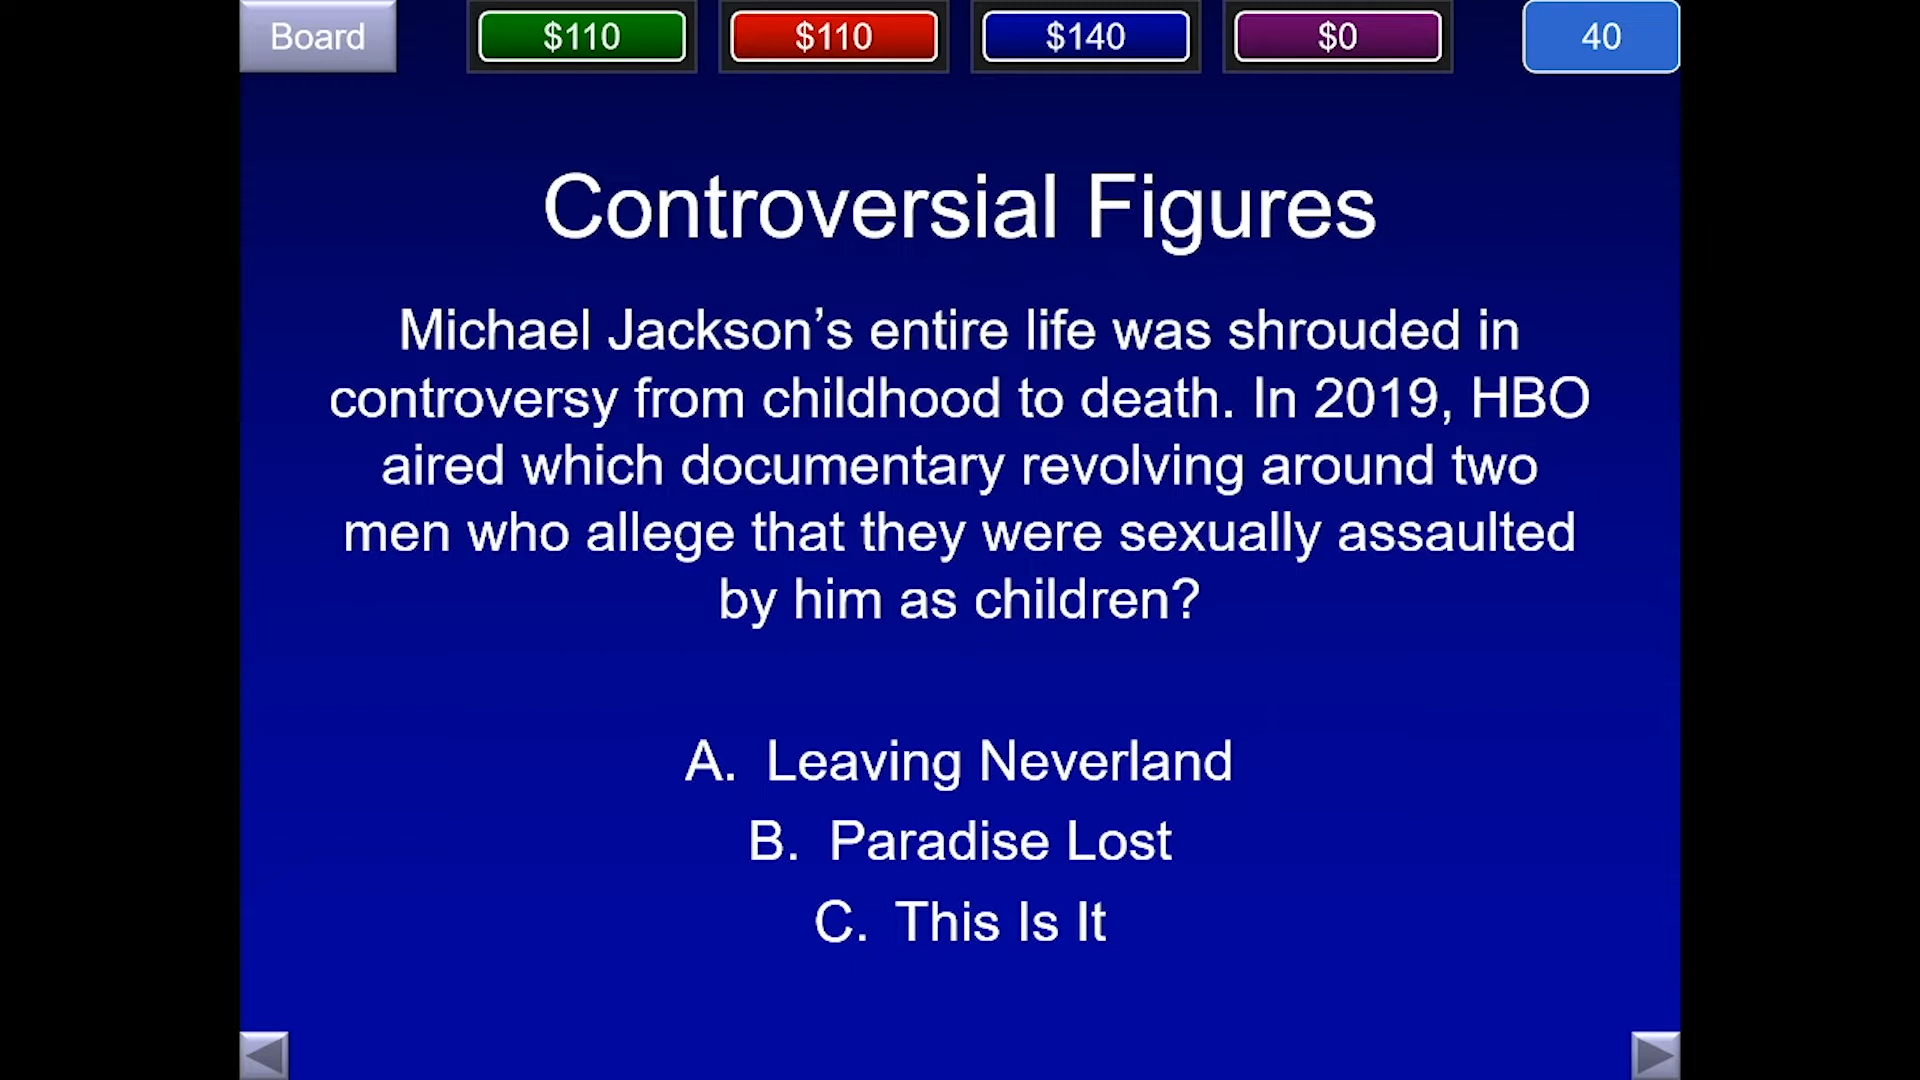 Board $110 $110 $140 $0 40
Controversial Figures
Michael Jackson’s entire life was shrouded in
controversy from childhood to death. In 2019, HBO
aired which documentary revolving around two
men who allege that they were sexually assaulted
by him as children?
A. Leaving Neverland
B. Paradise Lost
C. This Is It